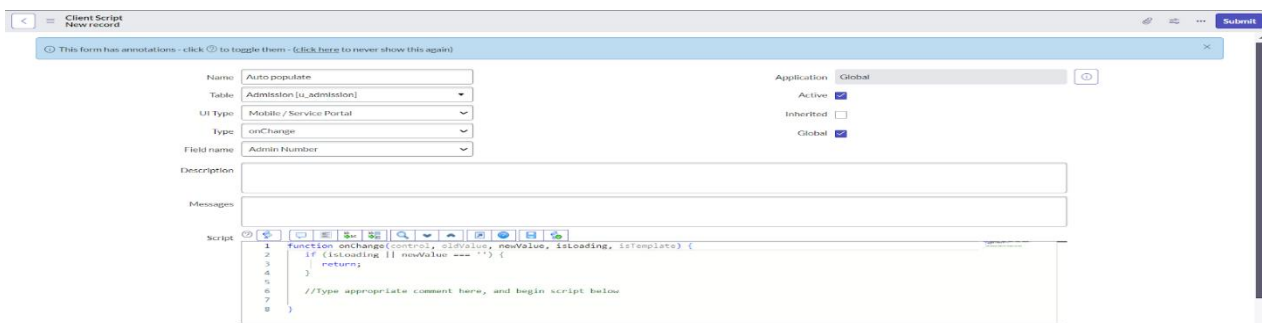 Client Script
New record
Submit
This form has annotations - click ? to toggle them - (click here to never show this again)
Name Auto populate
Application Global
Table Admission [u_admission]
Active
UI Type Mobile / Service Portal
Inherited
Type onChange
Global
Field name Admin Number
Description
Messages
Script
1 function onChange(control, oldValue, newValue, isLoading, isTemplate) {
2 if (isLoading || newValue === '') {
3 return;
4 }
5
6 //Type appropriate comment here, and begin script below
7
8 }